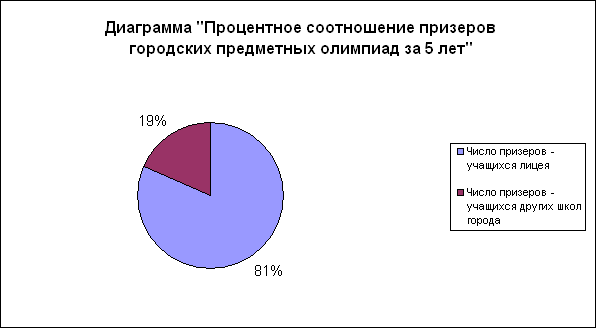 Диаграмма "Процентное соотношение призеров
городских предметных олимпиад за 5 лет"
19%
81%
Число призеров -
учащихся лицея
Число призеров -
учащихся других школ
города